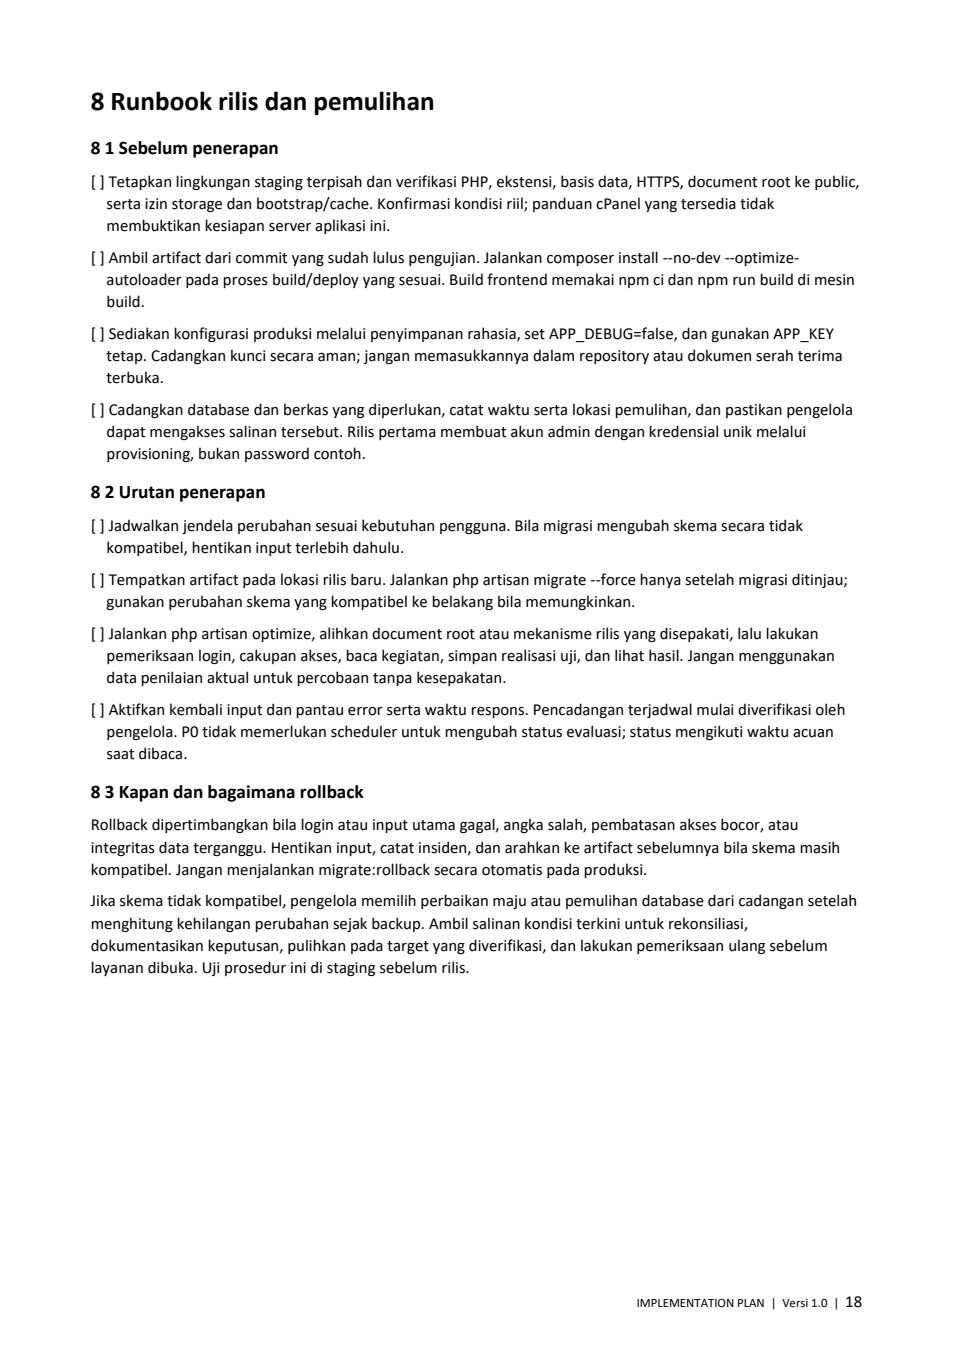 8 Runbook rilis dan pemulihan
8 1 Sebelum penerapan
[ ] Tetapkan lingkungan staging terpisah dan verifikasi PHP, ekstensi, basis data, HTTPS, document root ke public,
serta izin storage dan bootstrap/cache. Konfirmasi kondisi riil; panduan cPanel yang tersedia tidak
membuktikan kesiapan server aplikasi ini.
[ ] Ambil artifact dari commit yang sudah lulus pengujian. Jalankan composer install --no-dev --optimize-
autoloader pada proses build/deploy yang sesuai. Build frontend memakai npm ci dan npm run build di mesin
build.
[ ] Sediakan konfigurasi produksi melalui penyimpanan rahasia, set APP_DEBUG=false, dan gunakan APP_KEY
tetap. Cadangkan kunci secara aman; jangan memasukkannya dalam repository atau dokumen serah terima
terbuka.
[ ] Cadangkan database dan berkas yang diperlukan, catat waktu serta lokasi pemulihan, dan pastikan pengelola
dapat mengakses salinan tersebut. Rilis pertama membuat akun admin dengan kredensial unik melalui
provisioning, bukan password contoh.
8 2 Urutan penerapan
[ ] Jadwalkan jendela perubahan sesuai kebutuhan pengguna. Bila migrasi mengubah skema secara tidak
kompatibel, hentikan input terlebih dahulu.
[ ] Tempatkan artifact pada lokasi rilis baru. Jalankan php artisan migrate --force hanya setelah migrasi ditinjau;
gunakan perubahan skema yang kompatibel ke belakang bila memungkinkan.
[ ] Jalankan php artisan optimize, alihkan document root atau mekanisme rilis yang disepakati, lalu lakukan
pemeriksaan login, cakupan akses, baca kegiatan, simpan realisasi uji, dan lihat hasil. Jangan menggunakan
data penilaian aktual untuk percobaan tanpa kesepakatan.
[ ] Aktifkan kembali input dan pantau error serta waktu respons. Pencadangan terjadwal mulai diverifikasi oleh
pengelola. P0 tidak memerlukan scheduler untuk mengubah status evaluasi; status mengikuti waktu acuan
saat dibaca.
8 3 Kapan dan bagaimana rollback
Rollback dipertimbangkan bila login atau input utama gagal, angka salah, pembatasan akses bocor, atau
integritas data terganggu. Hentikan input, catat insiden, dan arahkan ke artifact sebelumnya bila skema masih
kompatibel. Jangan menjalankan migrate:rollback secara otomatis pada produksi.
Jika skema tidak kompatibel, pengelola memilih perbaikan maju atau pemulihan database dari cadangan setelah
menghitung kehilangan perubahan sejak backup. Ambil salinan kondisi terkini untuk rekonsiliasi,
dokumentasikan keputusan, pulihkan pada target yang diverifikasi, dan lakukan pemeriksaan ulang sebelum
layanan dibuka. Uji prosedur ini di staging sebelum rilis.
IMPLEMENTATION PLAN | Versi 1.0 | 18